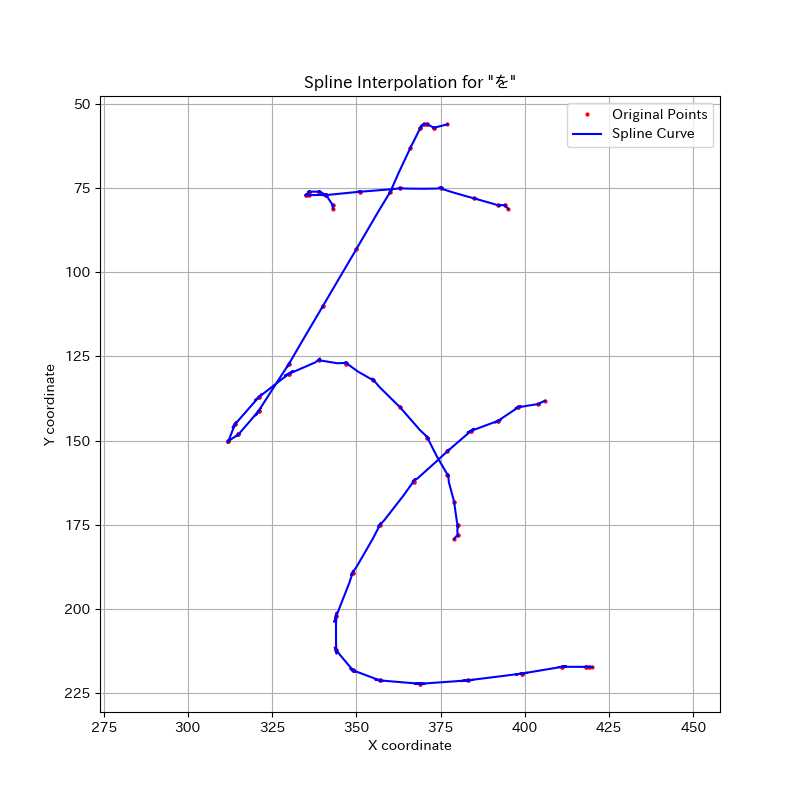 Spline Interpolation for "を"
Original Points
Spline Curve
50
75
100
125
150
175
200
225
Y coordinate
275 300 325 350 375 400 425 450
X coordinate
を